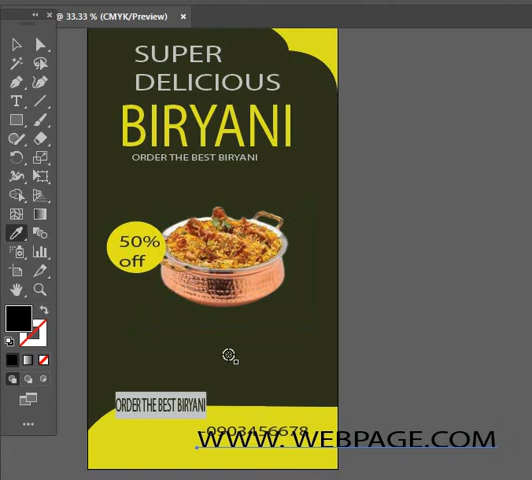 @ 33.33 % (CMYK/Preview)
SUPER
DELICIOUS
BIRYANI
ORDER THE BEST BIRYANI
50%
off
ORDER THE BEST BIRYANI
0903456678
WWW. WEBPAGE.COM